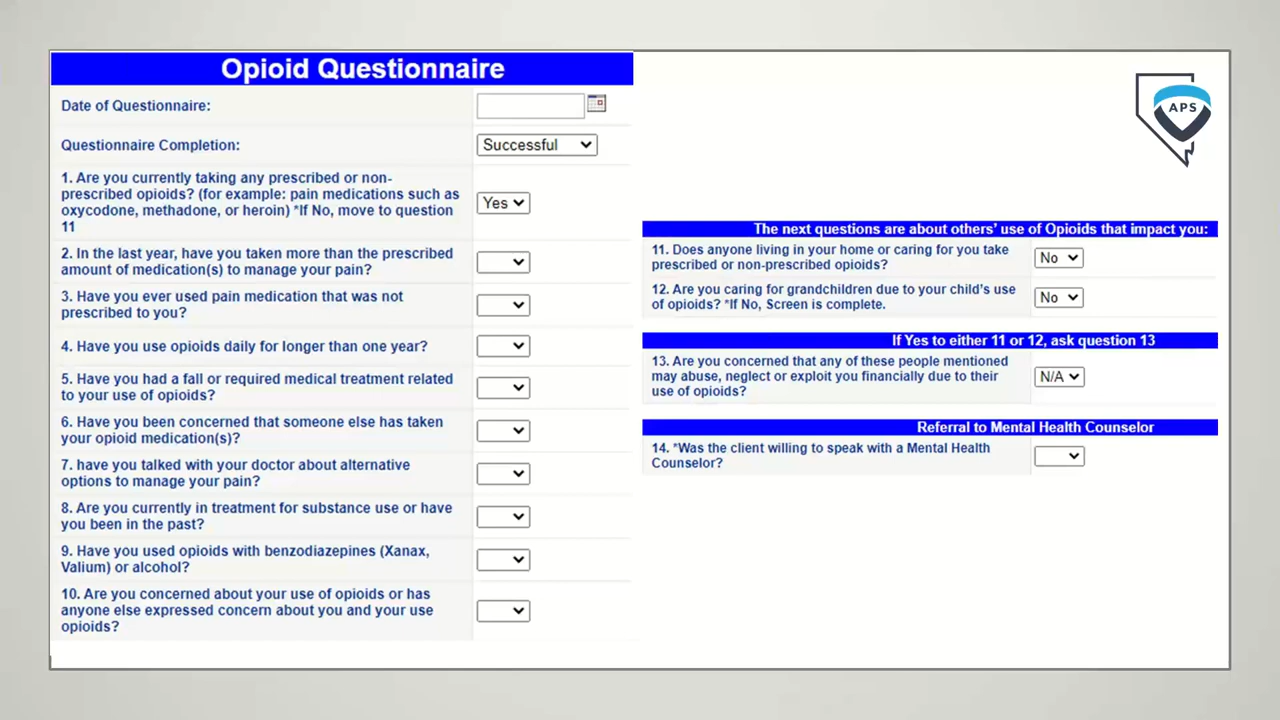 Opioid Questionnaire
Date of Questionnaire:
Questionnaire Completion:
Successful
1. Are you currently taking any prescribed or non-
prescribed opioids? (for example: pain medications such as
oxycodone, methadone, or heroin) *If No, move to question
11
Yes
2. In the last year, have you taken more than the prescribed
amount of medication(s) to manage your pain?
3. Have you ever used pain medication that was not
prescribed to you?
4. Have you use opioids daily for longer than one year?
5. Have you had a fall or required medical treatment related
to your use of opioids?
6. Have you been concerned that someone else has taken
your opioid medication(s)?
7. have you talked with your doctor about alternative
options to manage your pain?
8. Are you currently in treatment for substance use or have
you been in the past?
9. Have you used opioids with benzodiazepines (Xanax,
Valium) or alcohol?
10. Are you concerned about your use of opioids or has
anyone else expressed concern about you and your use
opioids?
APS
The next questions are about others' use of Opioids that impact you:
11. Does anyone living in your home or caring for you take
prescribed or non-prescribed opioids?
No
12. Are you caring for grandchildren due to your child's use
of opioids? *If No, Screen is complete.
No
If Yes to either 11 or 12, ask question 13
13. Are you concerned that any of these people mentioned
may abuse, neglect or exploit you financially due to their
use of opioids?
N/A
Referral to Mental Health Counselor
14. *Was the client willing to speak with a Mental Health
Counselor?